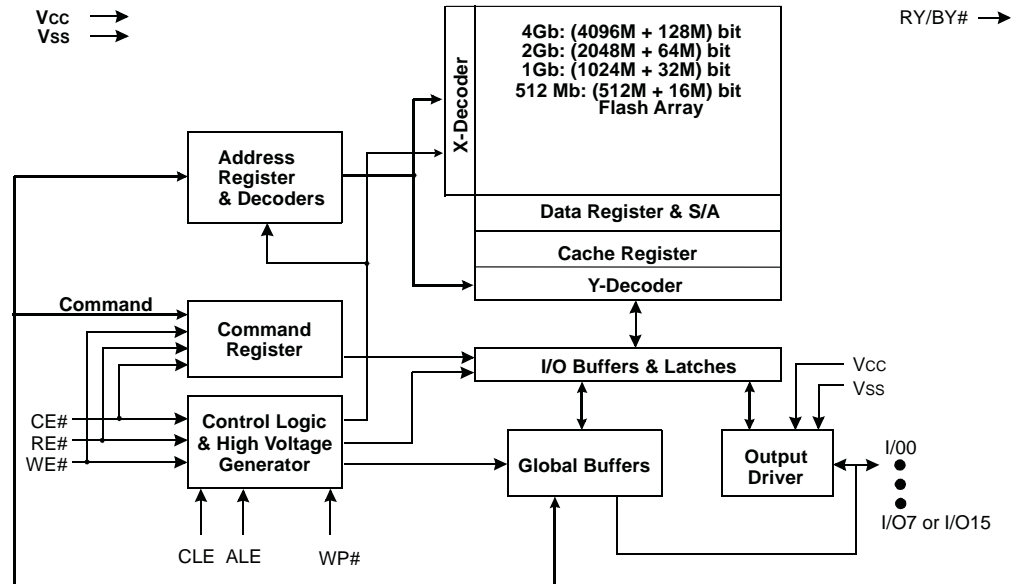 VCC
VSS
RY/BY#
4Gb: (4096M + 128M) bit
2Gb: (2048M + 64M) bit
1Gb: (1024M + 32M) bit
512 Mb: (512M + 16M) bit
Flash Array
X-Decoder
Address
Register
& Decoders
Data Register & S/A
Cache Register
Y-Decoder
Command
Command
Register
I/O Buffers & Latches
VCC
VSS
CE#
RE#
WE#
Control Logic
& High Voltage
Generator
Global Buffers
Output
Driver
I/00
I/O7 or I/O15
CLE
ALE
WP#